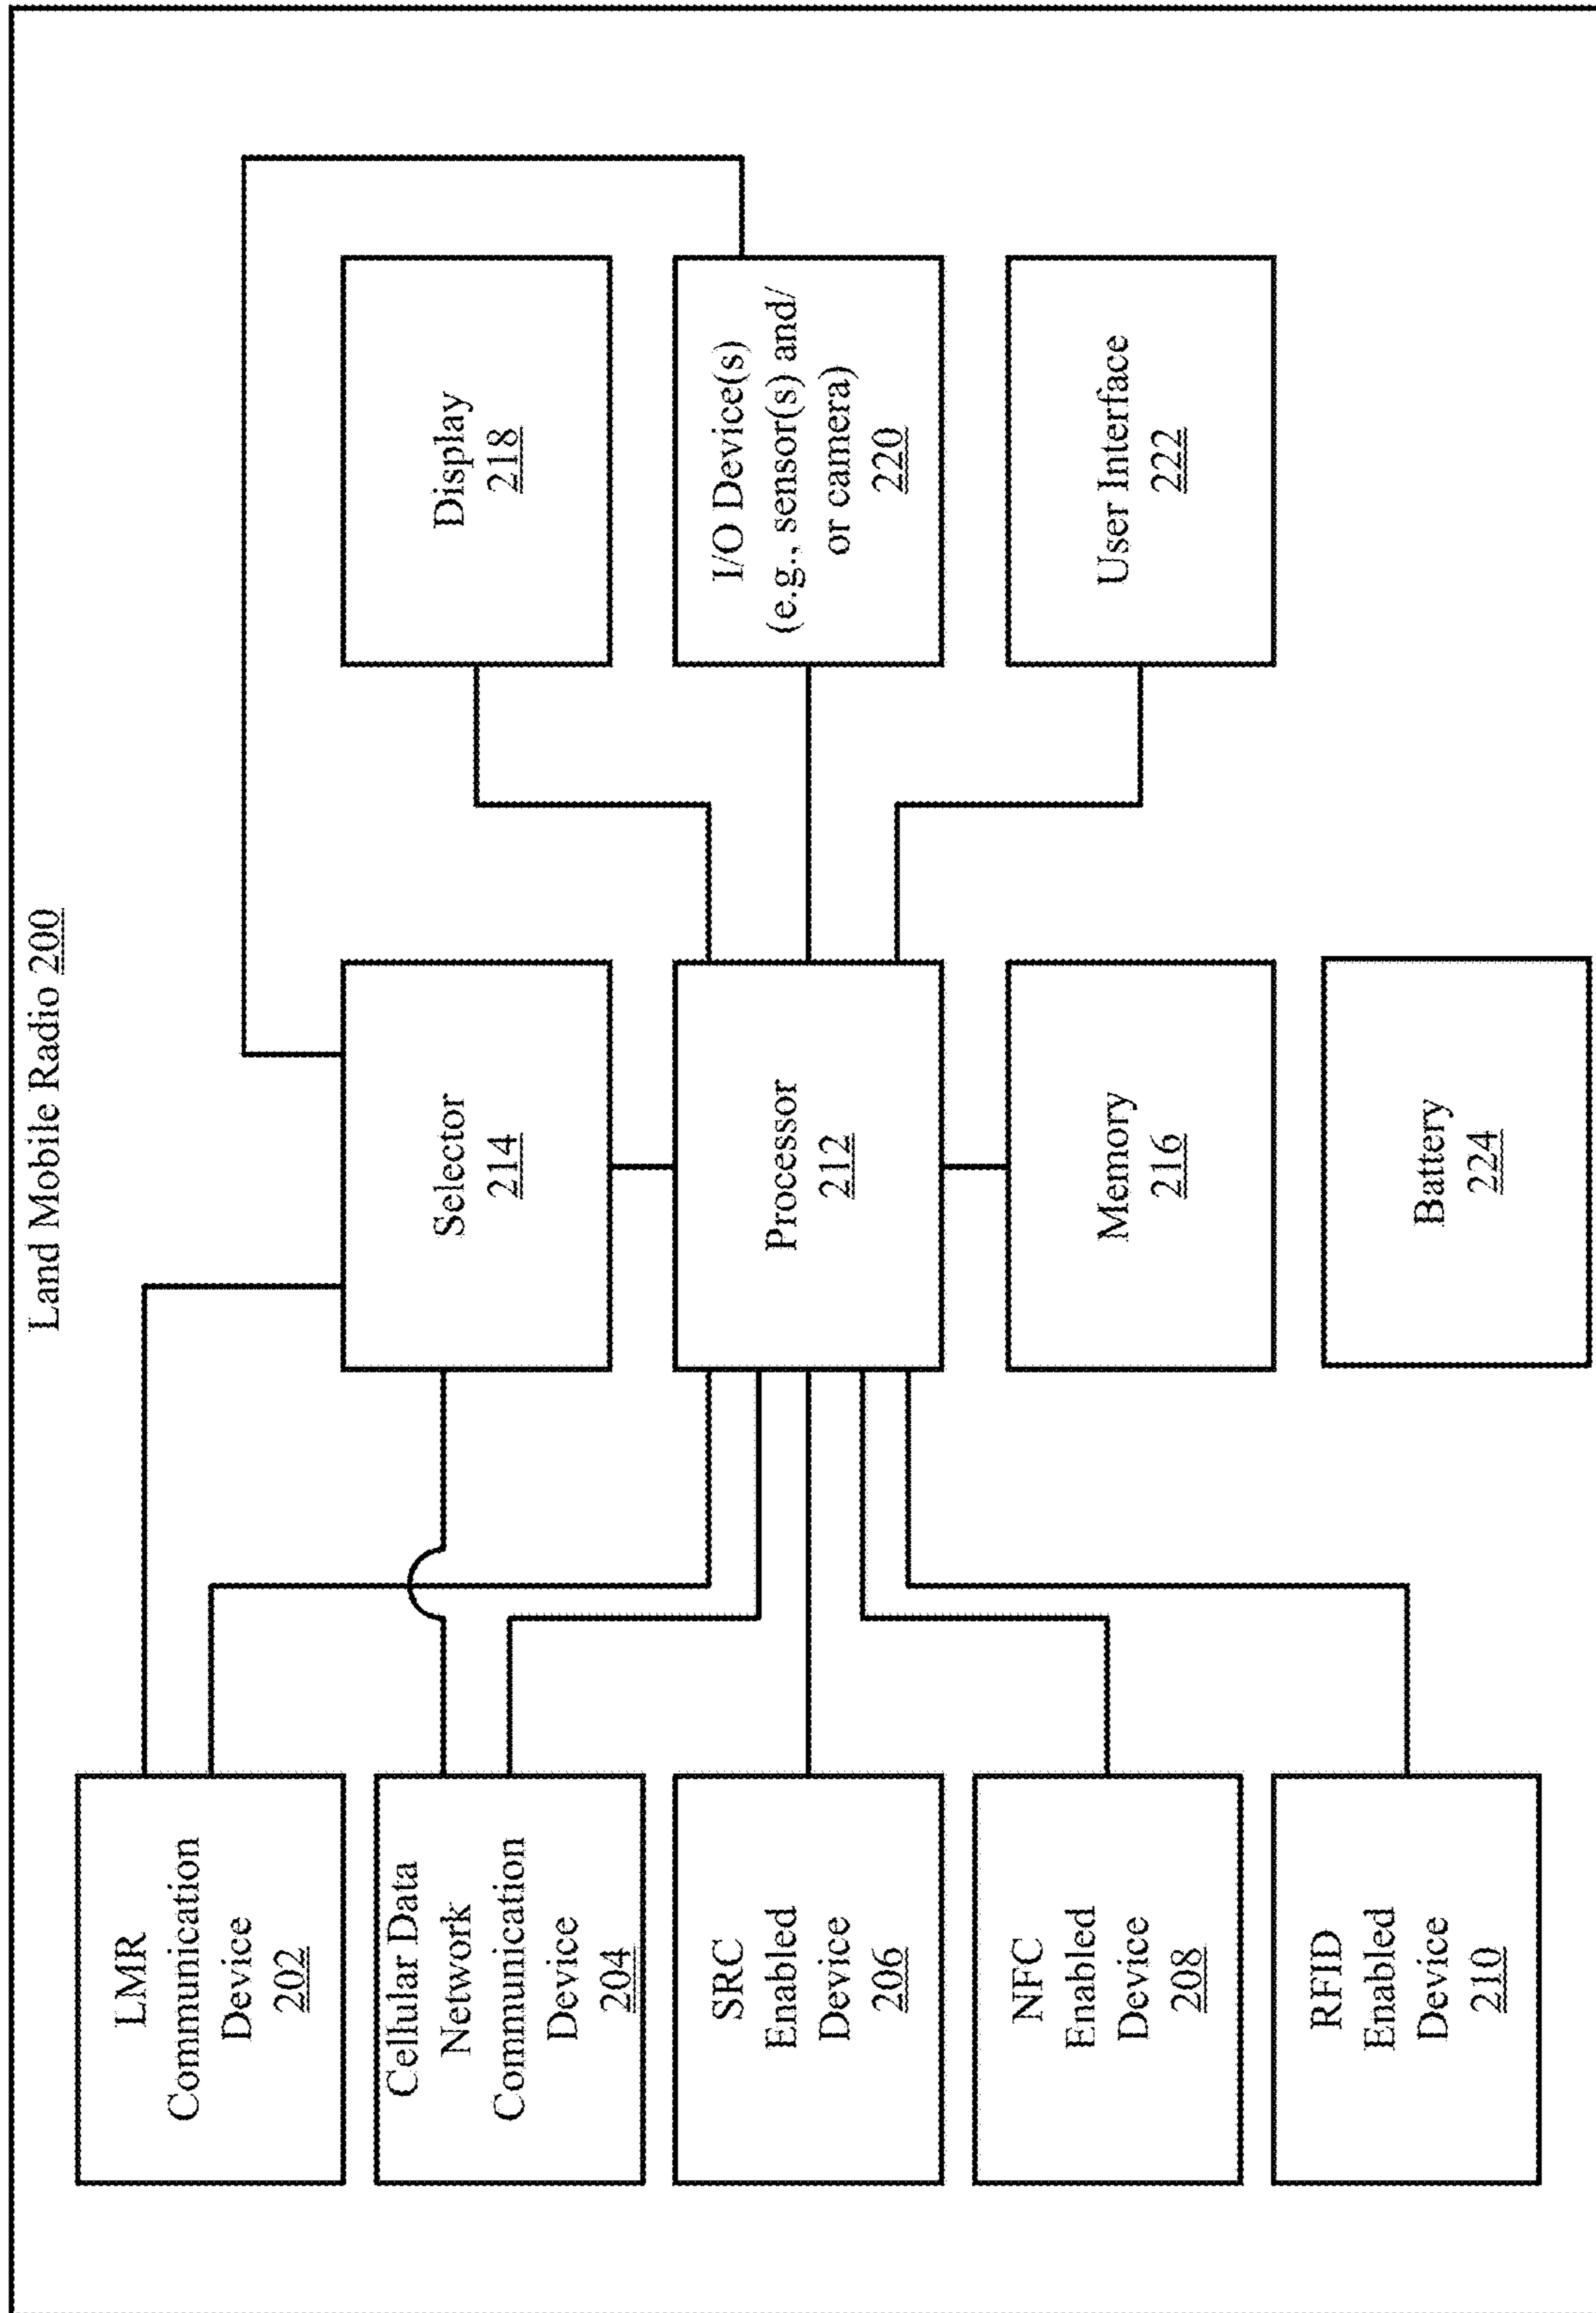 Land Mobile Radio 200
LMR
Communication
Device
202
Cellular Data
Network
Communication
Device
204
SRC
Enabled
Device
206
NFC
Enabled
Device
208
RFID
Enabled
Device
210
Selector
214
Processor
212
Memory
216
Battery
224
Display
218
I/O Device(s)
(e.g., sensor(s) and/
or camera)
220
User Interface
222